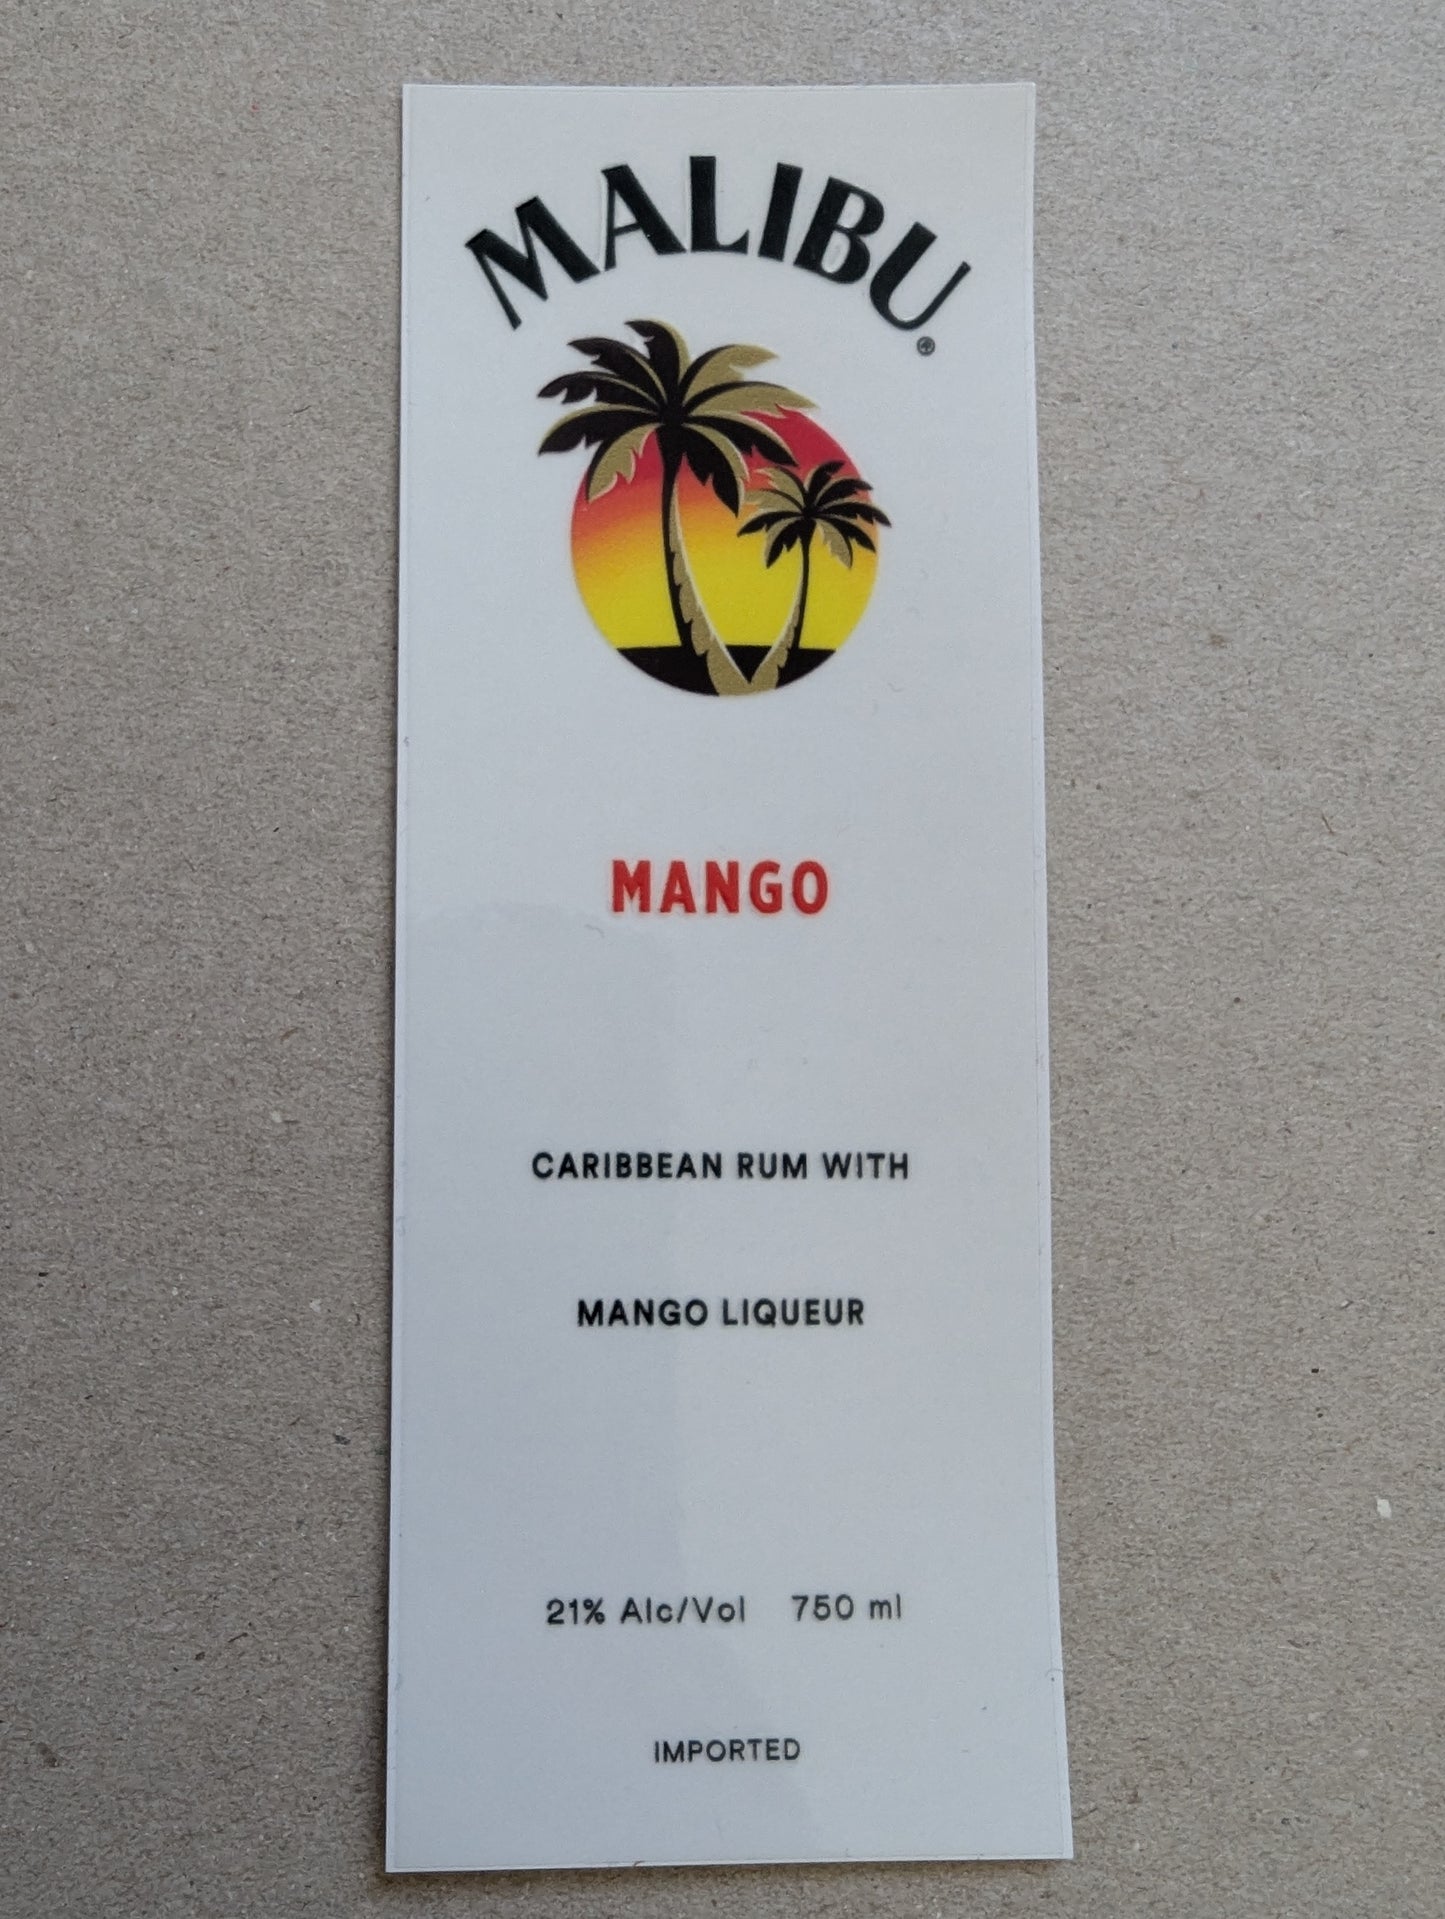 MALIBU®
MANGO
CARIBBEAN RUM WITH
MANGO LIQUEUR
21% Alc/Vol 750 ml
IMPORTED